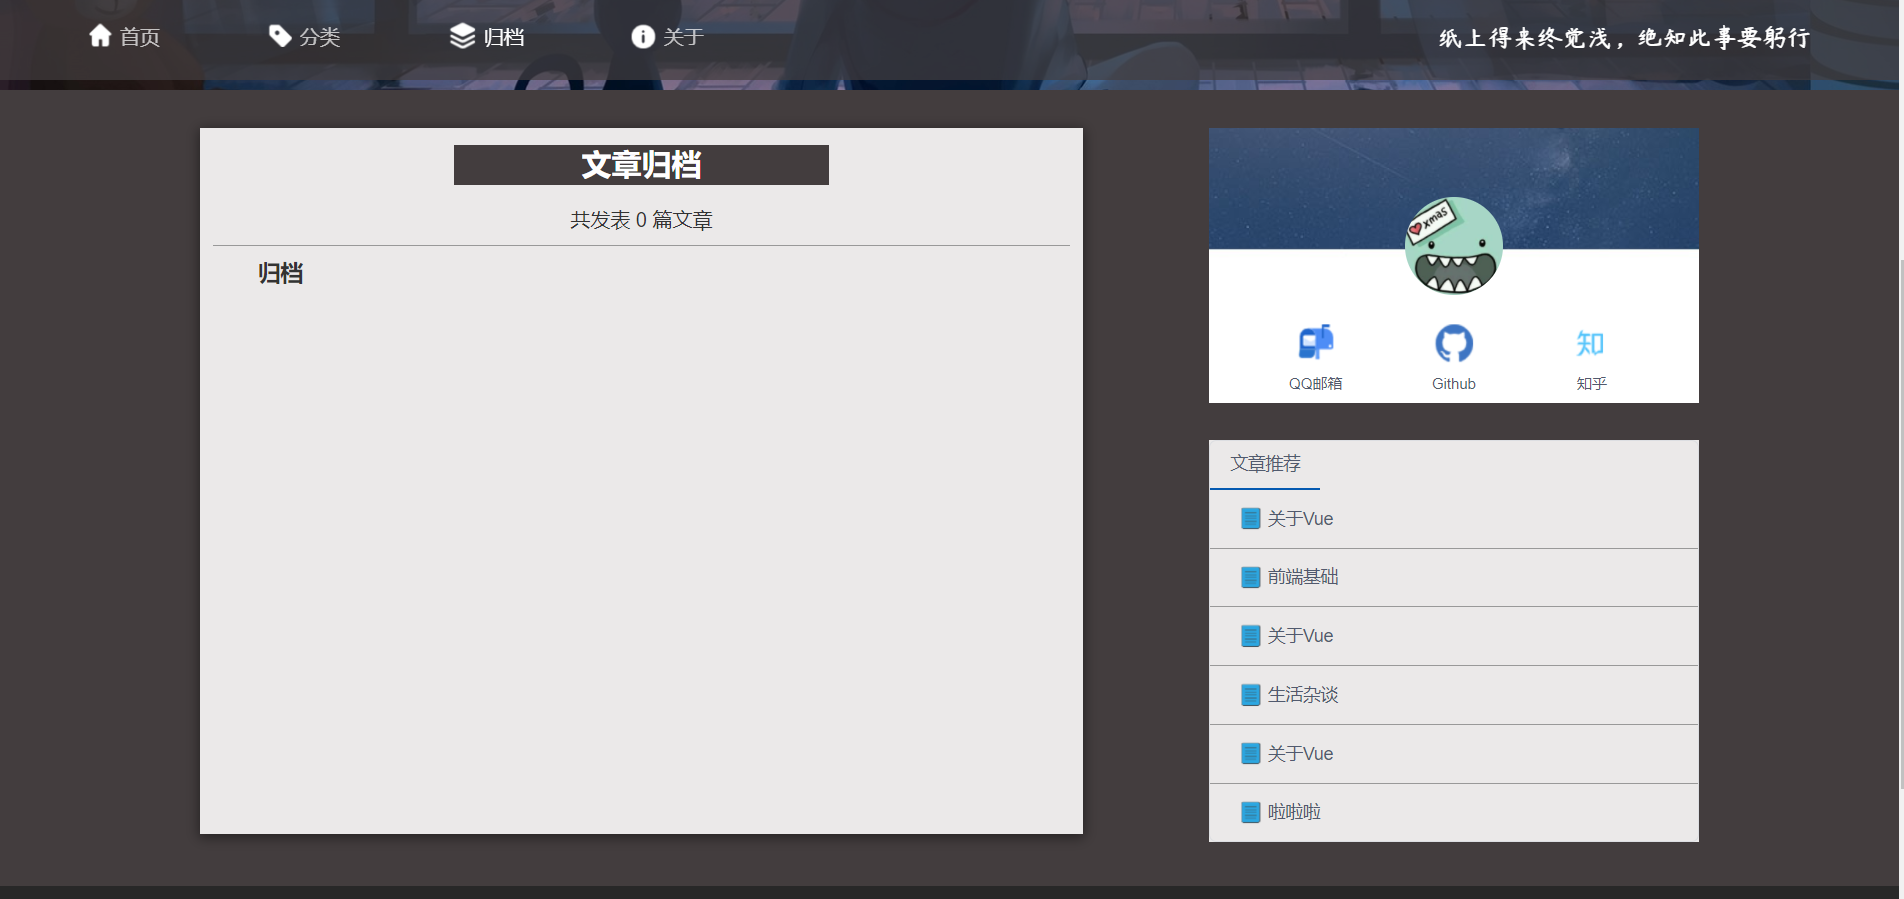 首页
分类
归档
关于
纸上得来终觉浅，绝知此事要躬行
文章归档
共发表 0 篇文章
归档
xmas
知
QQ邮箱
Github
知乎
文章推荐
关于Vue
前端基础
关于Vue
生活杂谈
关于Vue
啦啦啦